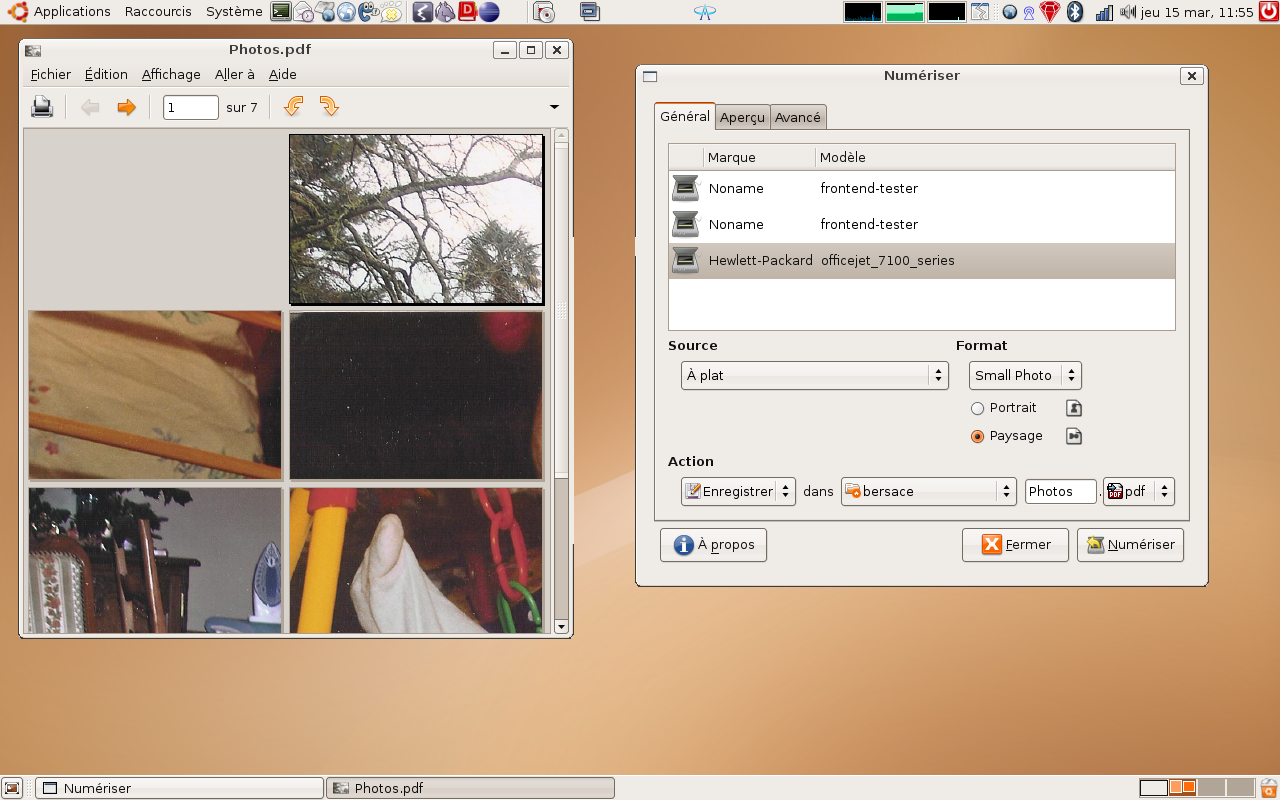 Applications Raccourcis Système jeu 15 mar, 11:55
Photos.pdf
Fichier Édition Affichage Aller à Aide
1 sur 7
Numériser
Général Aperçu Avancé
Marque Modèle
Noname frontend-tester
Noname frontend-tester
Hewlett-Packard officejet_7100_series
Source Format
À plat Small Photo
Portrait
Paysage
Action
Enregistrer dans bersace Photos . pdf
À propos Fermer Numériser
Numériser Photos.pdf